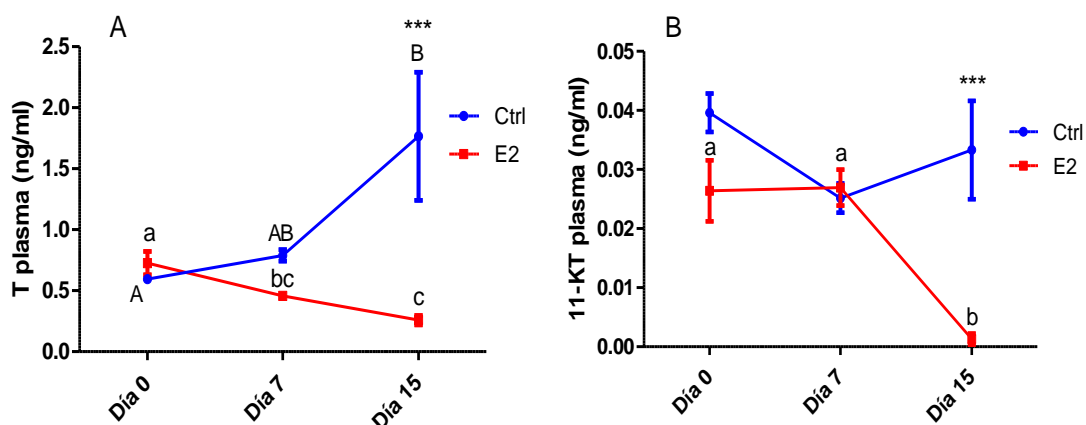 A
T plasma (ng/ml)
2.5
2.0
1.5
1.0
0.5
0.0
***
B
a
A
AB
bc
c
Día 0
Día 7
Día 15
Ctrl
E2
B
11-KT plasma (ng/ml)
0.05
0.04
0.03
0.02
0.01
0.00
***
a
a
b
Día 0
Día 7
Día 15
Ctrl
E2